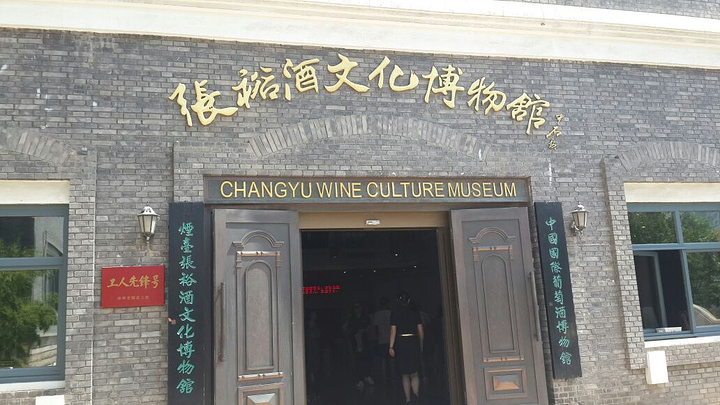 張裕酒文化博物館
CHANGYU WINE CULTURE MUSEUM
煙臺張裕酒文化博物館
中國國際葡萄酒博物館
工人先鋒号